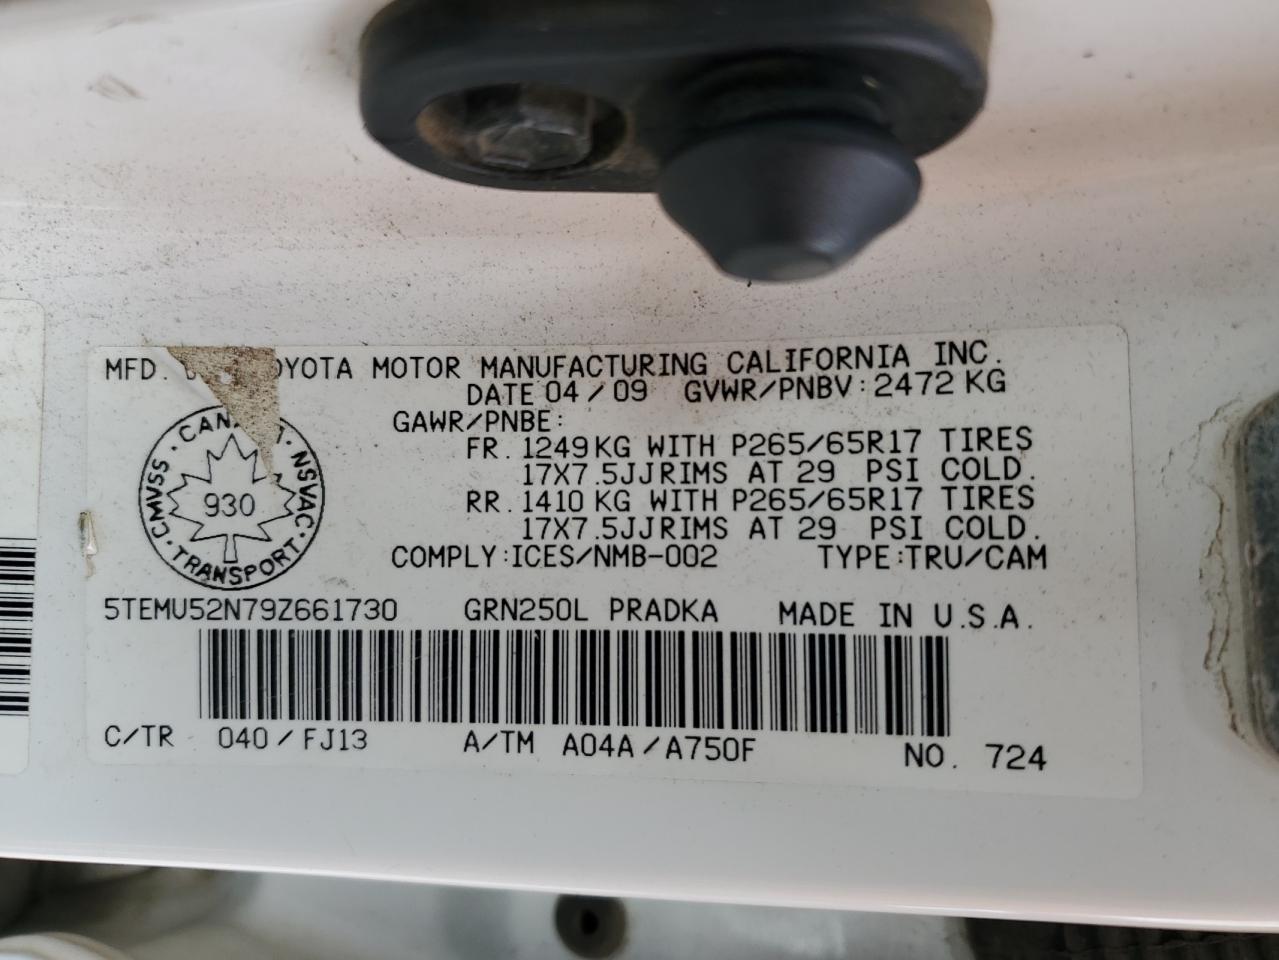 MFD. TOYOTA MOTOR MANUFACTURING CALIFORNIA INC.
DATE 04/09 GVWR/PNBV:2472 KG
GAWR/PNBE:
FR. 1249 KG WITH P265/65R17 TIRES
17X7.5JJRIMS AT 29 PSI COLD.
RR. 1410 KG WITH P265/65R17 TIRES
17X7.5JJRIMS AT 29 PSI COLD.
COMPLY:ICES/NMB-002 TYPE:TRU/CAM
·CMVSS· ·NSVAC·
930
TRANSPORT
5TEMU52N79Z661730 GRN250L PRADKA MADE IN U.S.A.
C/TR 040/FJ13 A/TM A04A/A750F NO. 724